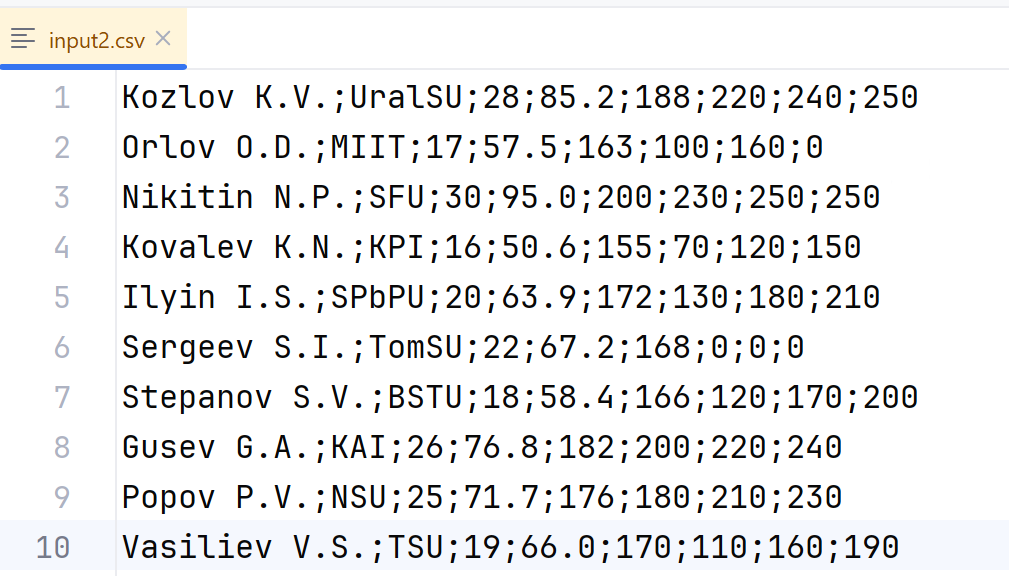 input2.csv
1 Kozlov K.V.;UralSU;28;85.2;188;220;240;250
2 Orlov O.D.;MIIT;17;57.5;163;100;160;0
3 Nikitin N.P.;SFU;30;95.0;200;230;250;250
4 Kovalev K.N.;KPI;16;50.6;155;70;120;150
5 Ilyin I.S.;SPbPU;20;63.9;172;130;180;210
6 Sergeev S.I.;TomSU;22;67.2;168;0;0;0
7 Stepanov S.V.;BSTU;18;58.4;166;120;170;200
8 Gusev G.A.;KAI;26;76.8;182;200;220;240
9 Popov P.V.;NSU;25;71.7;176;180;210;230
10 Vasiliev V.S.;TSU;19;66.0;170;110;160;190